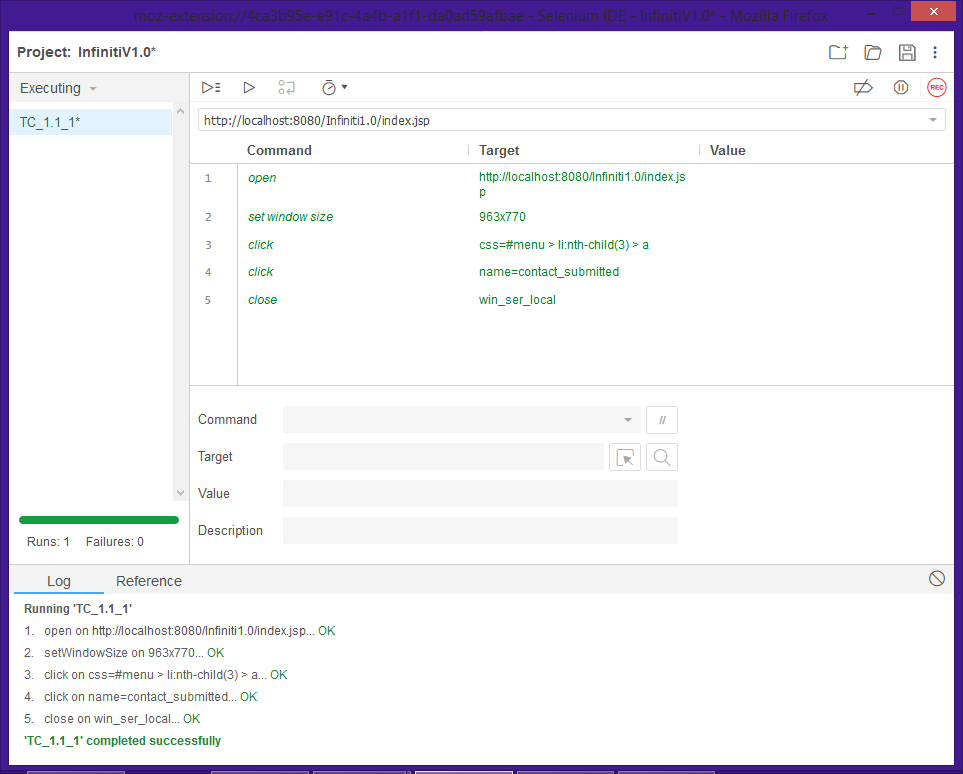 moz-extension://4ca3b95e-e91c-4a4b-a1f1-da0ad59afbae - Selenium IDE - InfinitiV1.0* - Mozilla Firefox
Project: InfinitiV1.0*
Executing
TC_1.1_1*
REC
http://localhost:8080/Infiniti1.0/index.jsp
Command Target Value
1 open http://localhost:8080/Infiniti1.0/index.js
p
2 set window size 963x770
3 click css=#menu > li:nth-child(3) > a
4 click name=contact_submitted
5 close win_ser_local
Command //
Target
Value
Description
Runs: 1 Failures: 0
Log Reference
Running 'TC_1.1_1'
1. open on http://localhost:8080/Infiniti1.0/index.jsp... OK
2. setWindowSize on 963x770... OK
3. click on css=#menu > li:nth-child(3) > a... OK
4. click on name=contact_submitted... OK
5. close on win_ser_local... OK
'TC_1.1_1' completed successfully